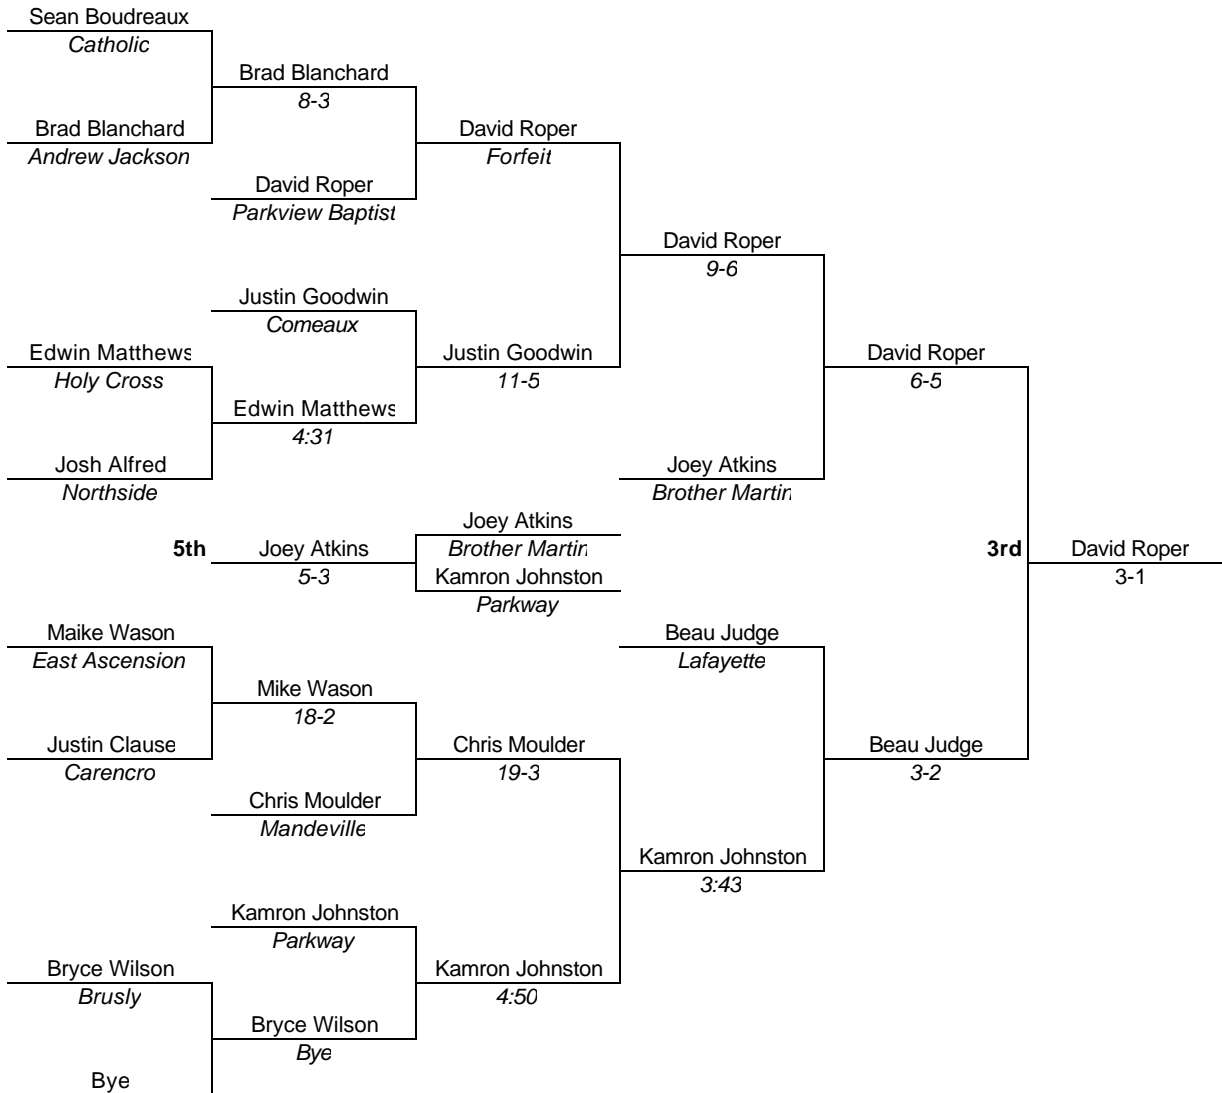 Sean Boudreaux
Catholic
Brad Blanchard
8-3
Brad Blanchard
Andrew Jackson
David Roper
Forfeit
David Roper
Parkview Baptist
David Roper
9-6
Justin Goodwin
Comeaux
Edwin Matthews
Holy Cross
Justin Goodwin
11-5
David Roper
6-5
Edwin Matthews
4:31
Josh Alfred
Northside
Joey Atkins
Brother Martin
Joey Atkins
Brother Martin
5th Joey Atkins
5-3
Kamron Johnston
Parkway
3rd David Roper
3-1
Maike Wason
East Ascension
Beau Judge
Lafayette
Mike Wason
18-2
Justin Clause
Carencro
Chris Moulder
19-3
Beau Judge
3-2
Chris Moulder
Mandeville
Kamron Johnston
3:43
Kamron Johnston
Parkway
Bryce Wilson
Brusly
Kamron Johnston
4:50
Bryce Wilson
Bye
Bye